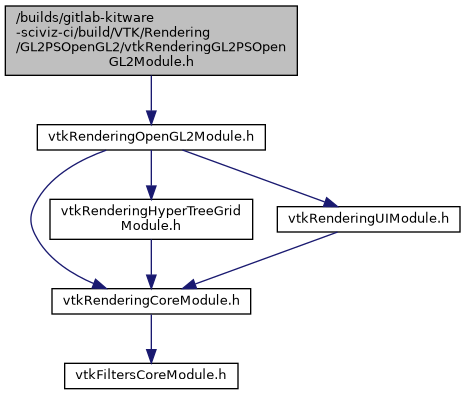 /builds/gitlab-kitware
-sciviz-ci/build/VTK/Rendering
/GL2PSOpenGL2/vtkRenderingGL2PSOpen
GL2Module.h
vtkRenderingOpenGL2Module.h
vtkRenderingHyperTreeGrid
Module.h
vtkRenderingUIModule.h
vtkRenderingCoreModule.h
vtkFiltersCoreModule.h